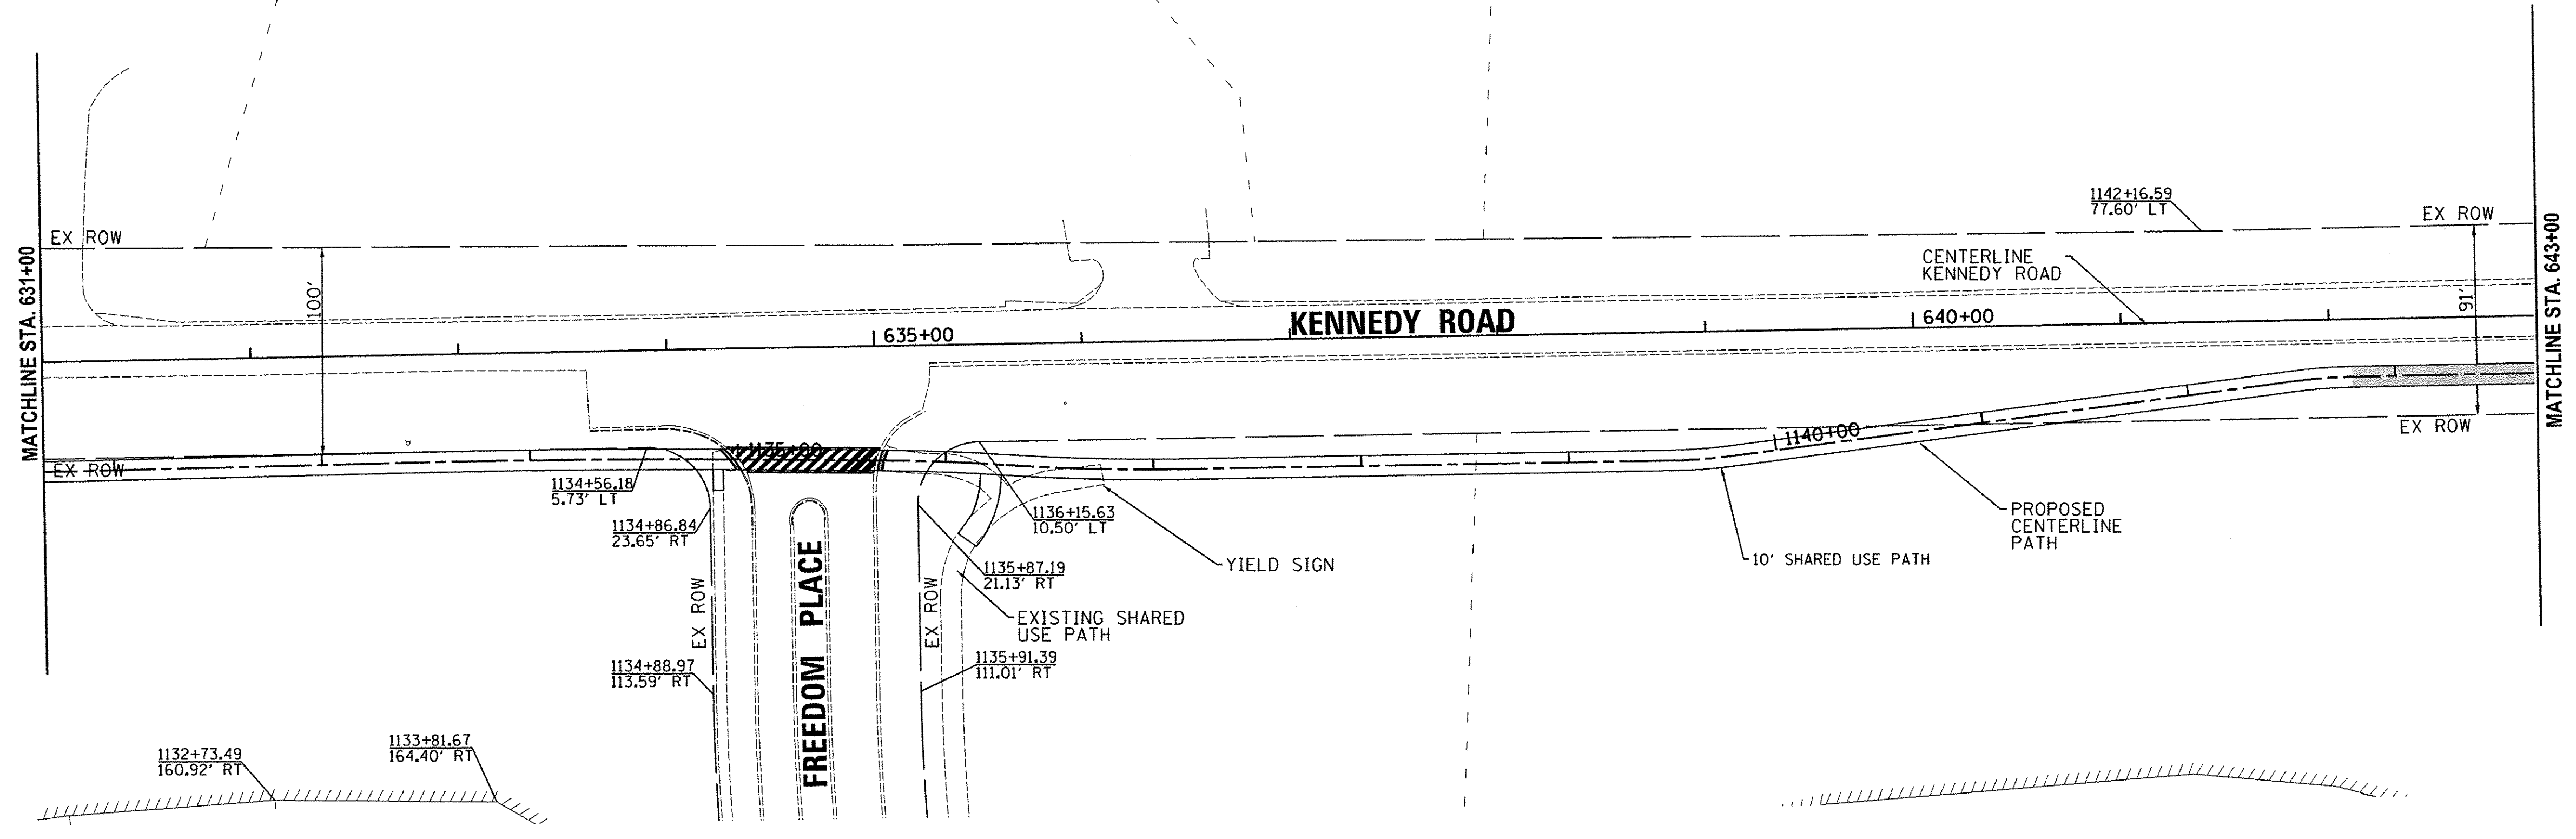 MATCHLINE STA. 631+00
EX ROW
100'
EX ROW
635+00
KENNEDY ROAD
1142+16.59
77.60' LT
EX ROW
CENTERLINE
KENNEDY ROAD
640+00
91'
EX ROW
MATCHLINE STA. 643+00
1134+56.18
5.73' LT
1134+86.84
23.65' RT
1135+00
1136+15.63
10.50' LT
1135+87.19
21.13' RT
YIELD SIGN
1140+00
10' SHARED USE PATH
PROPOSED
CENTERLINE
PATH
EX ROW
FREEDOM PLACE
EX ROW
EXISTING SHARED
USE PATH
1134+88.97
113.59' RT
1135+91.39
111.01' RT
1132+73.49
160.92' RT
1133+81.67
164.40' RT